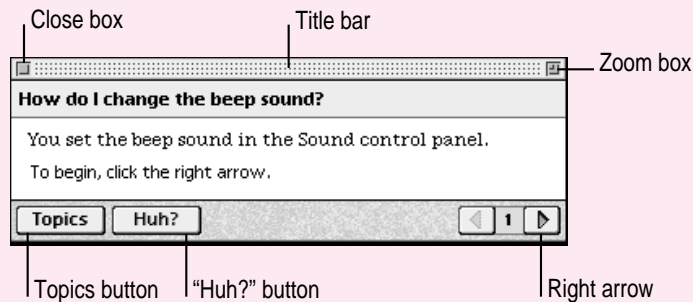 Close box
Title bar
Zoom box
How do I change the beep sound?
You set the beep sound in the Sound control panel.
To begin, click the right arrow.
Topics
Huh?
1
Topics button
“Huh?” button
Right arrow